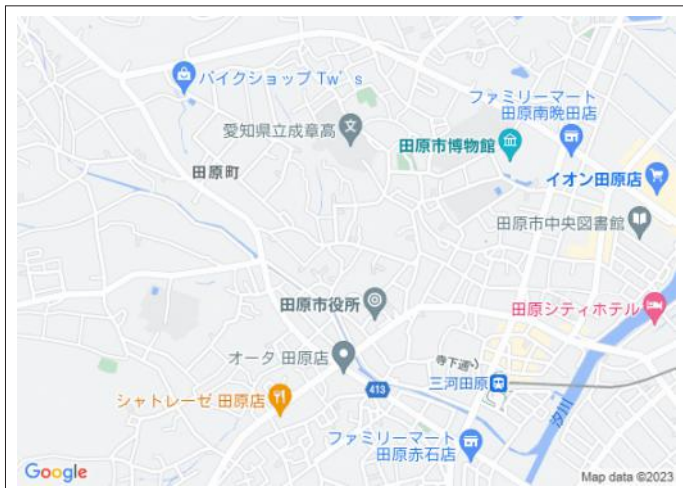 バイクショップ Tw's
ファミリーマート
田原南晩田店
愛知県立成章高
田原市博物館
田原町
イオン田原店
田原市中央図書館
田原市役所
田原シティホテル
オータ 田原店
寺下通り
三河田原
413
シャトレーゼ 田原店
汐川
ファミリーマート
田原赤石店
Google
Map data ©2023